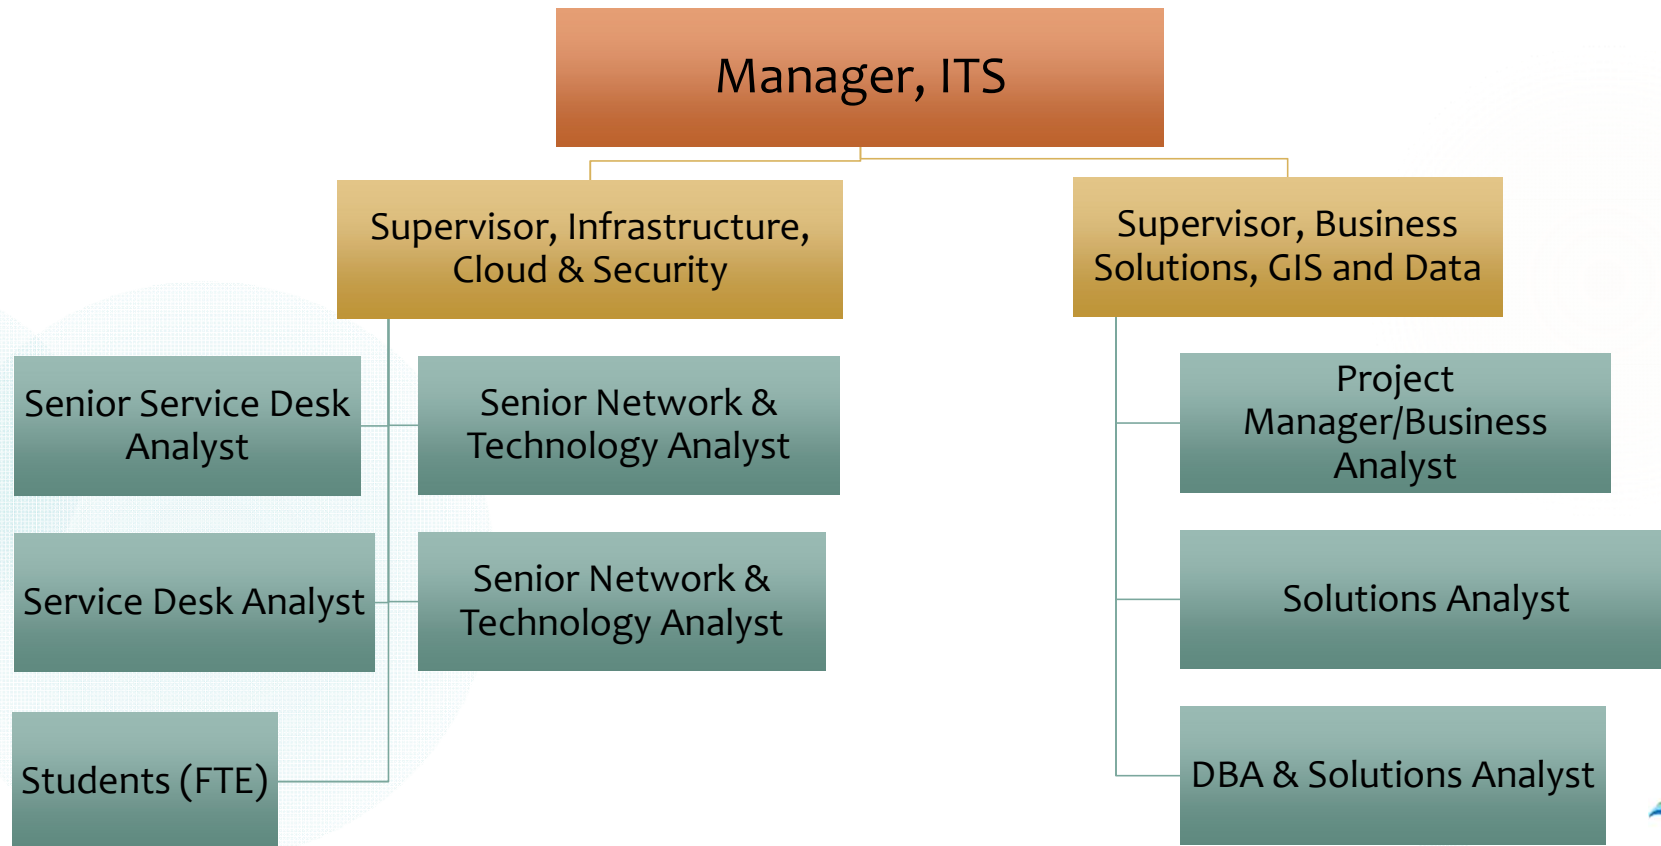 Manager, ITS
Supervisor, Infrastructure,
Cloud & Security
Supervisor, Business
Solutions, GIS and Data
Senior Service Desk
Analyst
Senior Network &
Technology Analyst
Project
Manager/Business
Analyst
Service Desk Analyst
Senior Network &
Technology Analyst
Solutions Analyst
Students (FTE)
DBA & Solutions Analyst